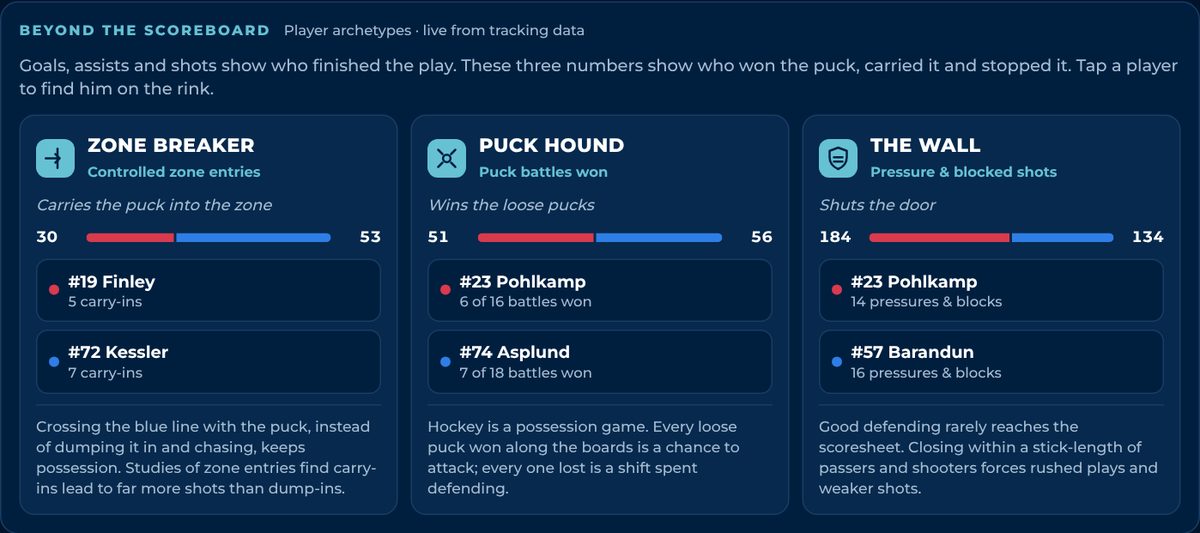 BEYOND THE SCOREBOARD Player archetypes · live from tracking data
Goals, assists and shots show who finished the play. These three numbers show who won the puck, carried it and stopped it. Tap a player
to find him on the rink.
ZONE BREAKER
Controlled zone entries
Carries the puck into the zone
30 53
#19 Finley
5 carry-ins
#72 Kessler
7 carry-ins
Crossing the blue line with the puck, instead
of dumping it in and chasing, keeps
possession. Studies of zone entries find carry-
ins lead to far more shots than dump-ins.
PUCK HOUND
Puck battles won
Wins the loose pucks
51 56
#23 Pohlkamp
6 of 16 battles won
#74 Asplund
7 of 18 battles won
Hockey is a possession game. Every loose
puck won along the boards is a chance to
attack; every one lost is a shift spent
defending.
THE WALL
Pressure & blocked shots
Shuts the door
184 134
#23 Pohlkamp
14 pressures & blocks
#57 Barandun
16 pressures & blocks
Good defending rarely reaches the
scoresheet. Closing within a stick-length of
passers and shooters forces rushed plays and
weaker shots.